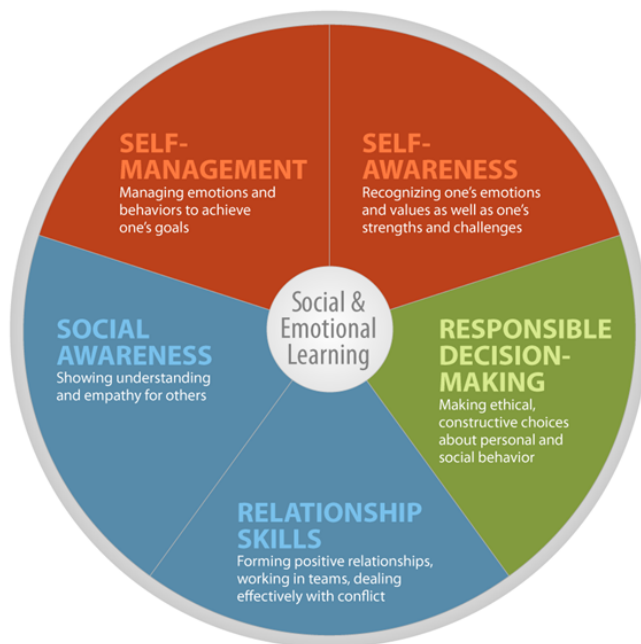 SELF-
MANAGEMENT
Managing emotions and
behaviors to achieve
one's goals
SELF-
AWARENESS
Recognizing one's emotions
and values as well as one's
strengths and challenges
SOCIAL
AWARENESS
Showing understanding
and empathy for others
Social &
Emotional
Learning
RESPONSIBLE
DECISION-
MAKING
Making ethical,
constructive choices
about personal and
social behavior
RELATIONSHIP
SKILLS
Forming positive relationships,
working in teams, dealing
effectively with conflict